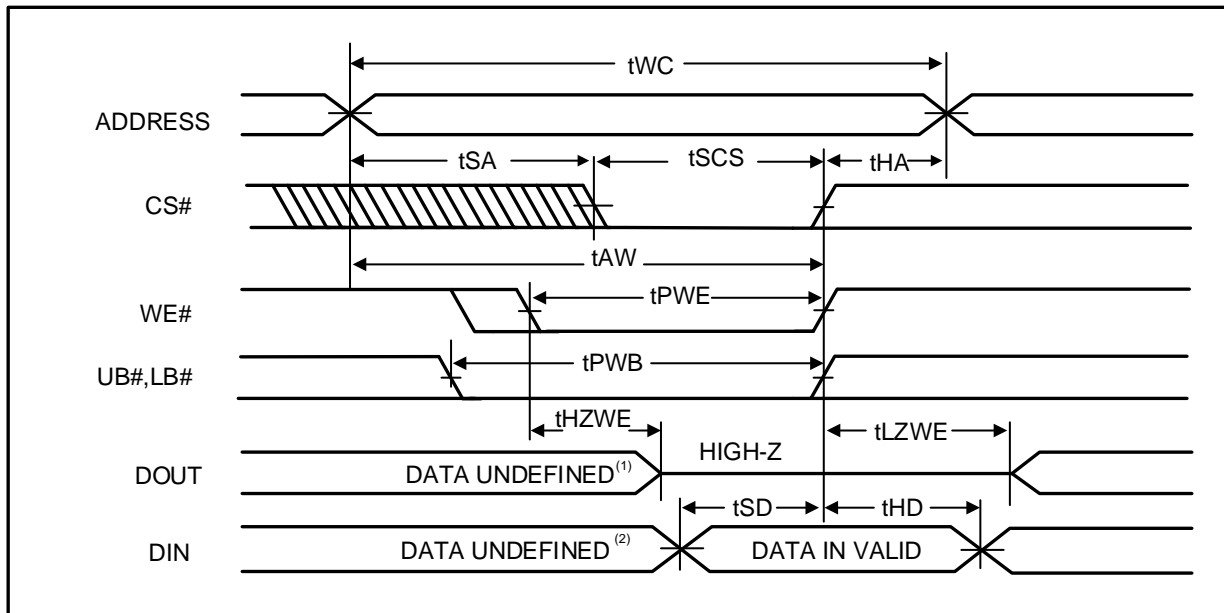 tWC
ADDRESS
tSA
tSCS
tHA
CS#
tAW
WE#
tPWE
UB#,LB#
tPWB
tHZWE
tLZWE
HIGH-Z
DOUT
DATA UNDEFINED(1)
tSD
tHD
DIN
DATA UNDEFINED(2)
DATA IN VALID